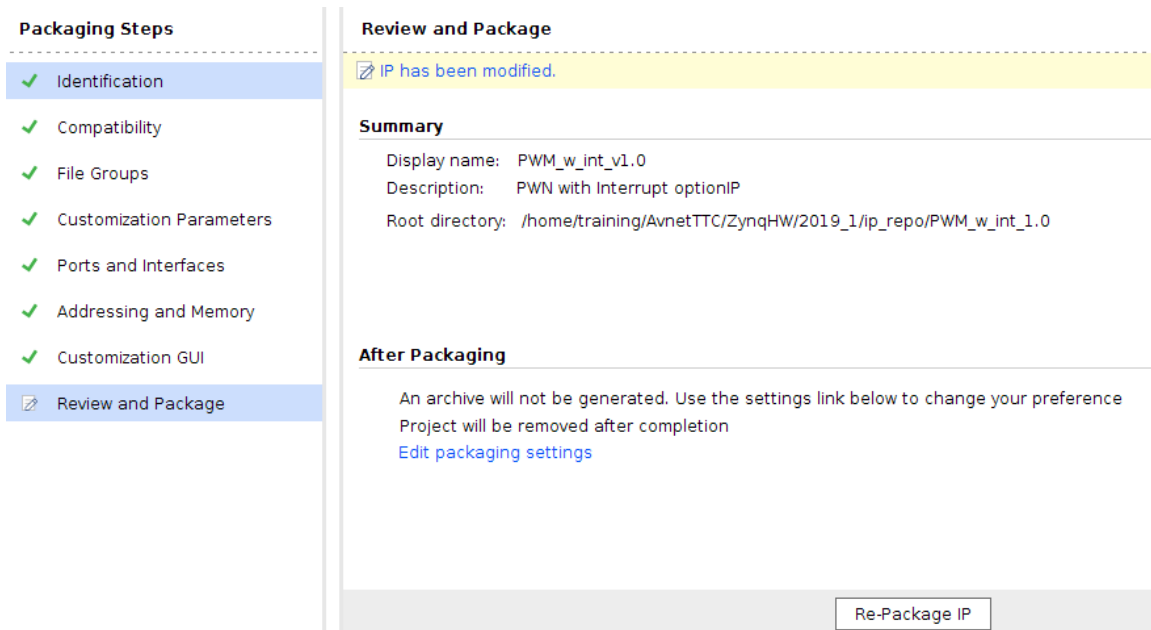 Packaging Steps
Identification
Compatibility
File Groups
Customization Parameters
Ports and Interfaces
Addressing and Memory
Customization GUI
Review and Package
Review and Package
IP has been modified.
Summary
Display name: PWM_w_int_v1.0
Description: PWN with Interrupt optionIP
Root directory: /home/training/AvnetTTC/ZynqHW/2019_1/ip_repo/PWM_w_int_1.0
After Packaging
An archive will not be generated. Use the settings link below to change your preference
Project will be removed after completion
Edit packaging settings
Re-Package IP